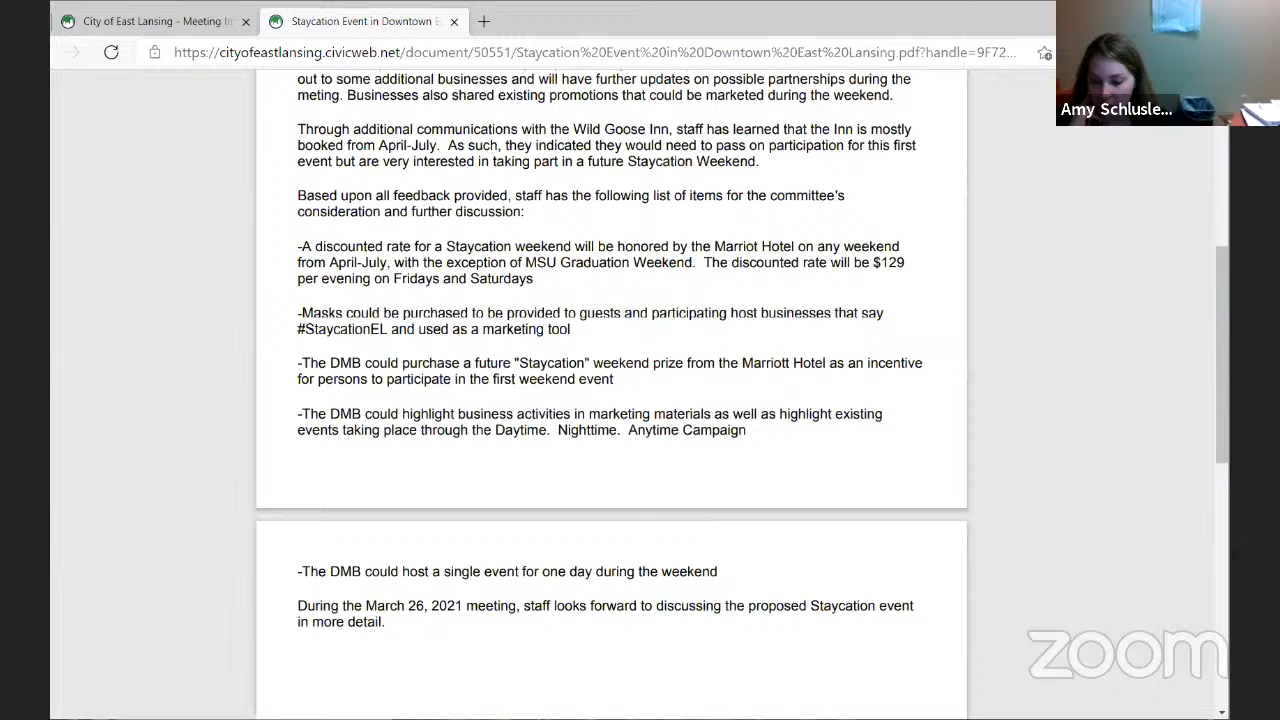 City of East Lansing - Meeting In
Staycation Event in Downtown E
https://cityofeastlansing.civicweb.net/document/50551/Staycation%20Event%20in%20Downtown%20East%20Lansing.pdf?handle=9F72...
Amy Schlusle...
out to some additional businesses and will have further updates on possible partnerships during the
meting. Businesses also shared existing promotions that could be marketed during the weekend.
Through additional communications with the Wild Goose Inn, staff has learned that the Inn is mostly
booked from April-July. As such, they indicated they would need to pass on participation for this first
event but are very interested in taking part in a future Staycation Weekend.
Based upon all feedback provided, staff has the following list of items for the committee's
consideration and further discussion:
-A discounted rate for a Staycation weekend will be honored by the Marriot Hotel on any weekend
from April-July, with the exception of MSU Graduation Weekend. The discounted rate will be $129
per evening on Fridays and Saturdays
-Masks could be purchased to be provided to guests and participating host businesses that say
#StaycationEL and used as a marketing tool
-The DMB could purchase a future "Staycation" weekend prize from the Marriott Hotel as an incentive
for persons to participate in the first weekend event
-The DMB could highlight business activities in marketing materials as well as highlight existing
events taking place through the Daytime. Nighttime. Anytime Campaign
-The DMB could host a single event for one day during the weekend
During the March 26, 2021 meeting, staff looks forward to discussing the proposed Staycation event
in more detail.
zoom